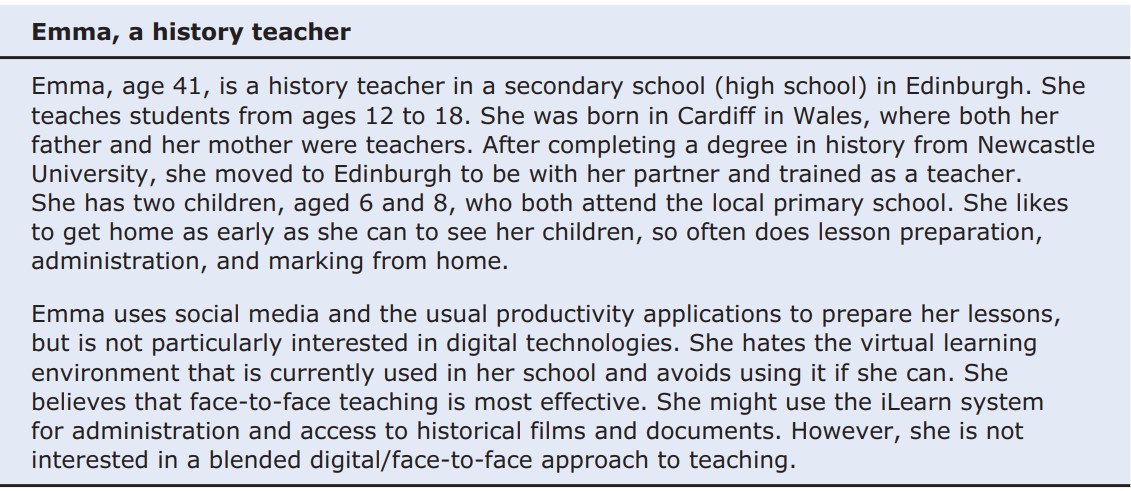 Emma, a history teacher
Emma, age 41, is a history teacher in a secondary school (high school) in Edinburgh. She
teaches students from ages 12 to 18. She was born in Cardiff in Wales, where both her
father and her mother were teachers. After completing a degree in history from Newcastle
University, she moved to Edinburgh to be with her partner and trained as a teacher.
She has two children, aged 6 and 8, who both attend the local primary school. She likes
to get home as early as she can to see her children, so often does lesson preparation,
administration, and marking from home.
Emma uses social media and the usual productivity applications to prepare her lessons,
but is not particularly interested in digital technologies. She hates the virtual learning
environment that is currently used in her school and avoids using it if she can. She
believes that face-to-face teaching is most effective. She might use the iLearn system
for administration and access to historical films and documents. However, she is not
interested in a blended digital/face-to-face approach to teaching.